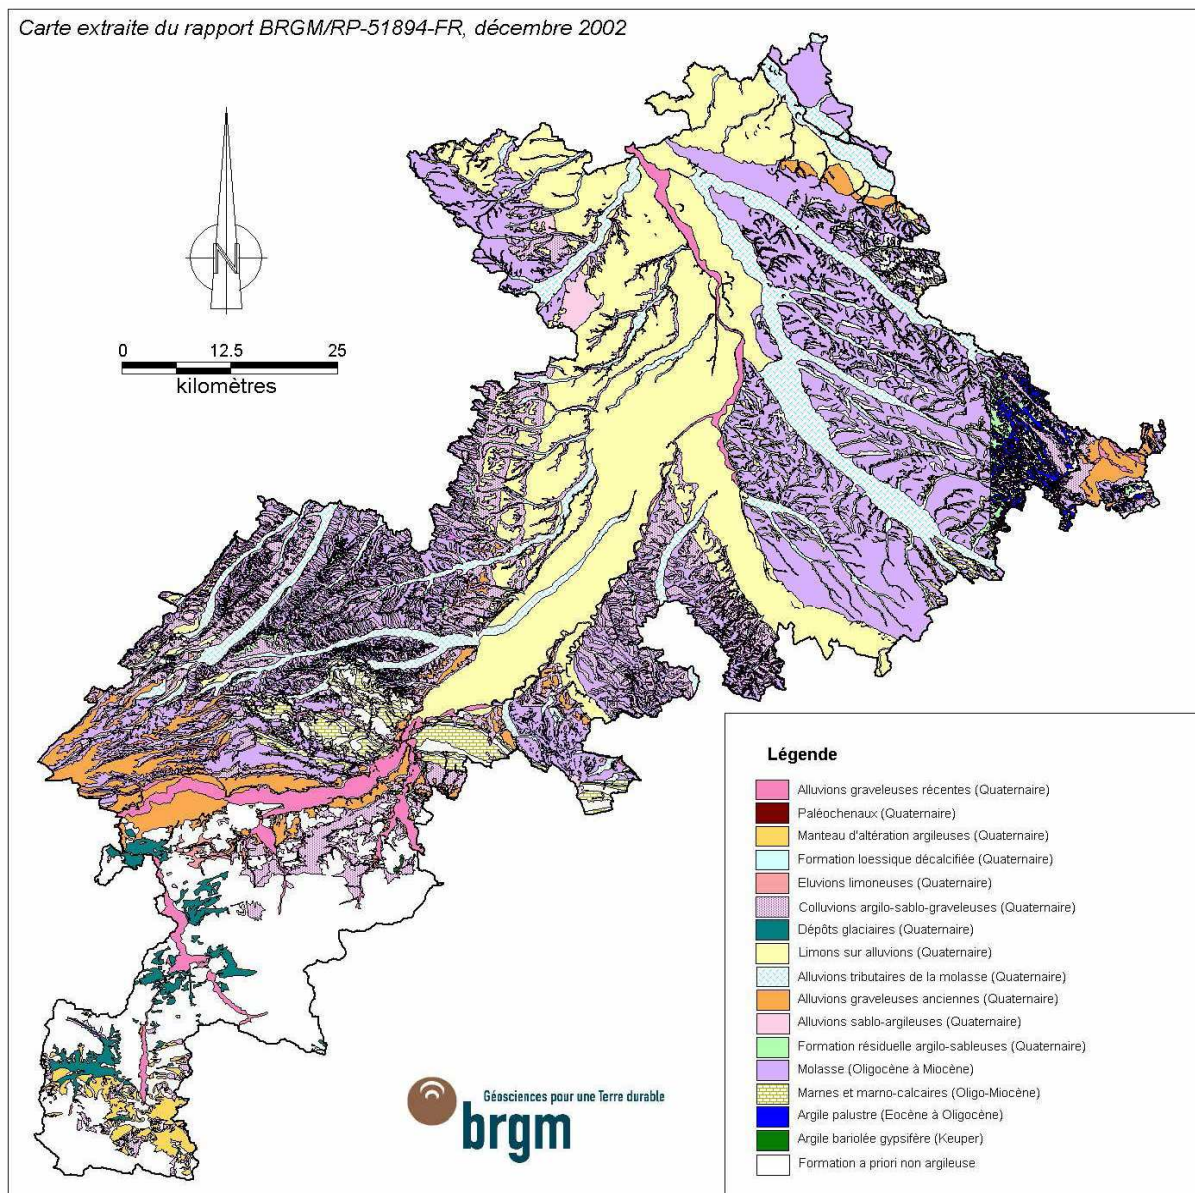 Carte extraite du rapport BRGM/RP-51894-FR, décembre 2002
N
0 12.5 25
kilomètres
Légende
Alluvions graveleuses récentes (Quaternaire)
Paléochenaux (Quaternaire)
Manteau d'altération argileuses (Quaternaire)
Formation loessique décalcifiée (Quaternaire)
Eluvions limoneuses (Quaternaire)
Colluvions argilo-sablo-graveleuses (Quaternaire)
Dépôts glaciaires (Quaternaire)
Limons sur alluvions (Quaternaire)
Alluvions tributaires de la molasse (Quaternaire)
Alluvions graveleuses anciennes (Quaternaire)
Alluvions sablo-argileuses (Quaternaire)
Formation résiduelle argilo-sableuses (Quaternaire)
Molasse (Oligocène à Miocène)
Marnes et marno-calcaires (Oligo-Miocène)
Argile palustre (Eocène à Oligocène)
Argile bariolée gypsifère (Keuper)
Formation a priori non argileuse
Géosciences pour une Terre durable
brgm